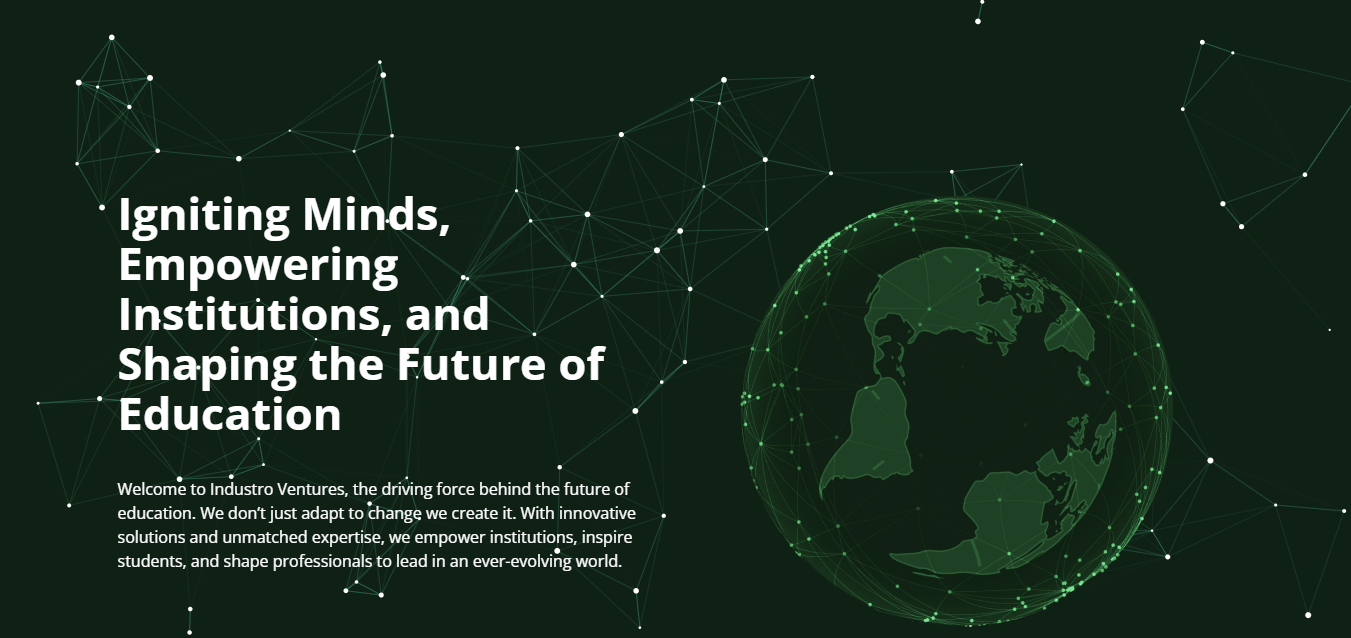 Igniting Minds,
Empowering
Institutions, and
Shaping the Future of
Education
Welcome to Industro Ventures, the driving force behind the future of
education. We don’t just adapt to change we create it. With innovative
solutions and unmatched expertise, we empower institutions, inspire
students, and shape professionals to lead in an ever-evolving world.